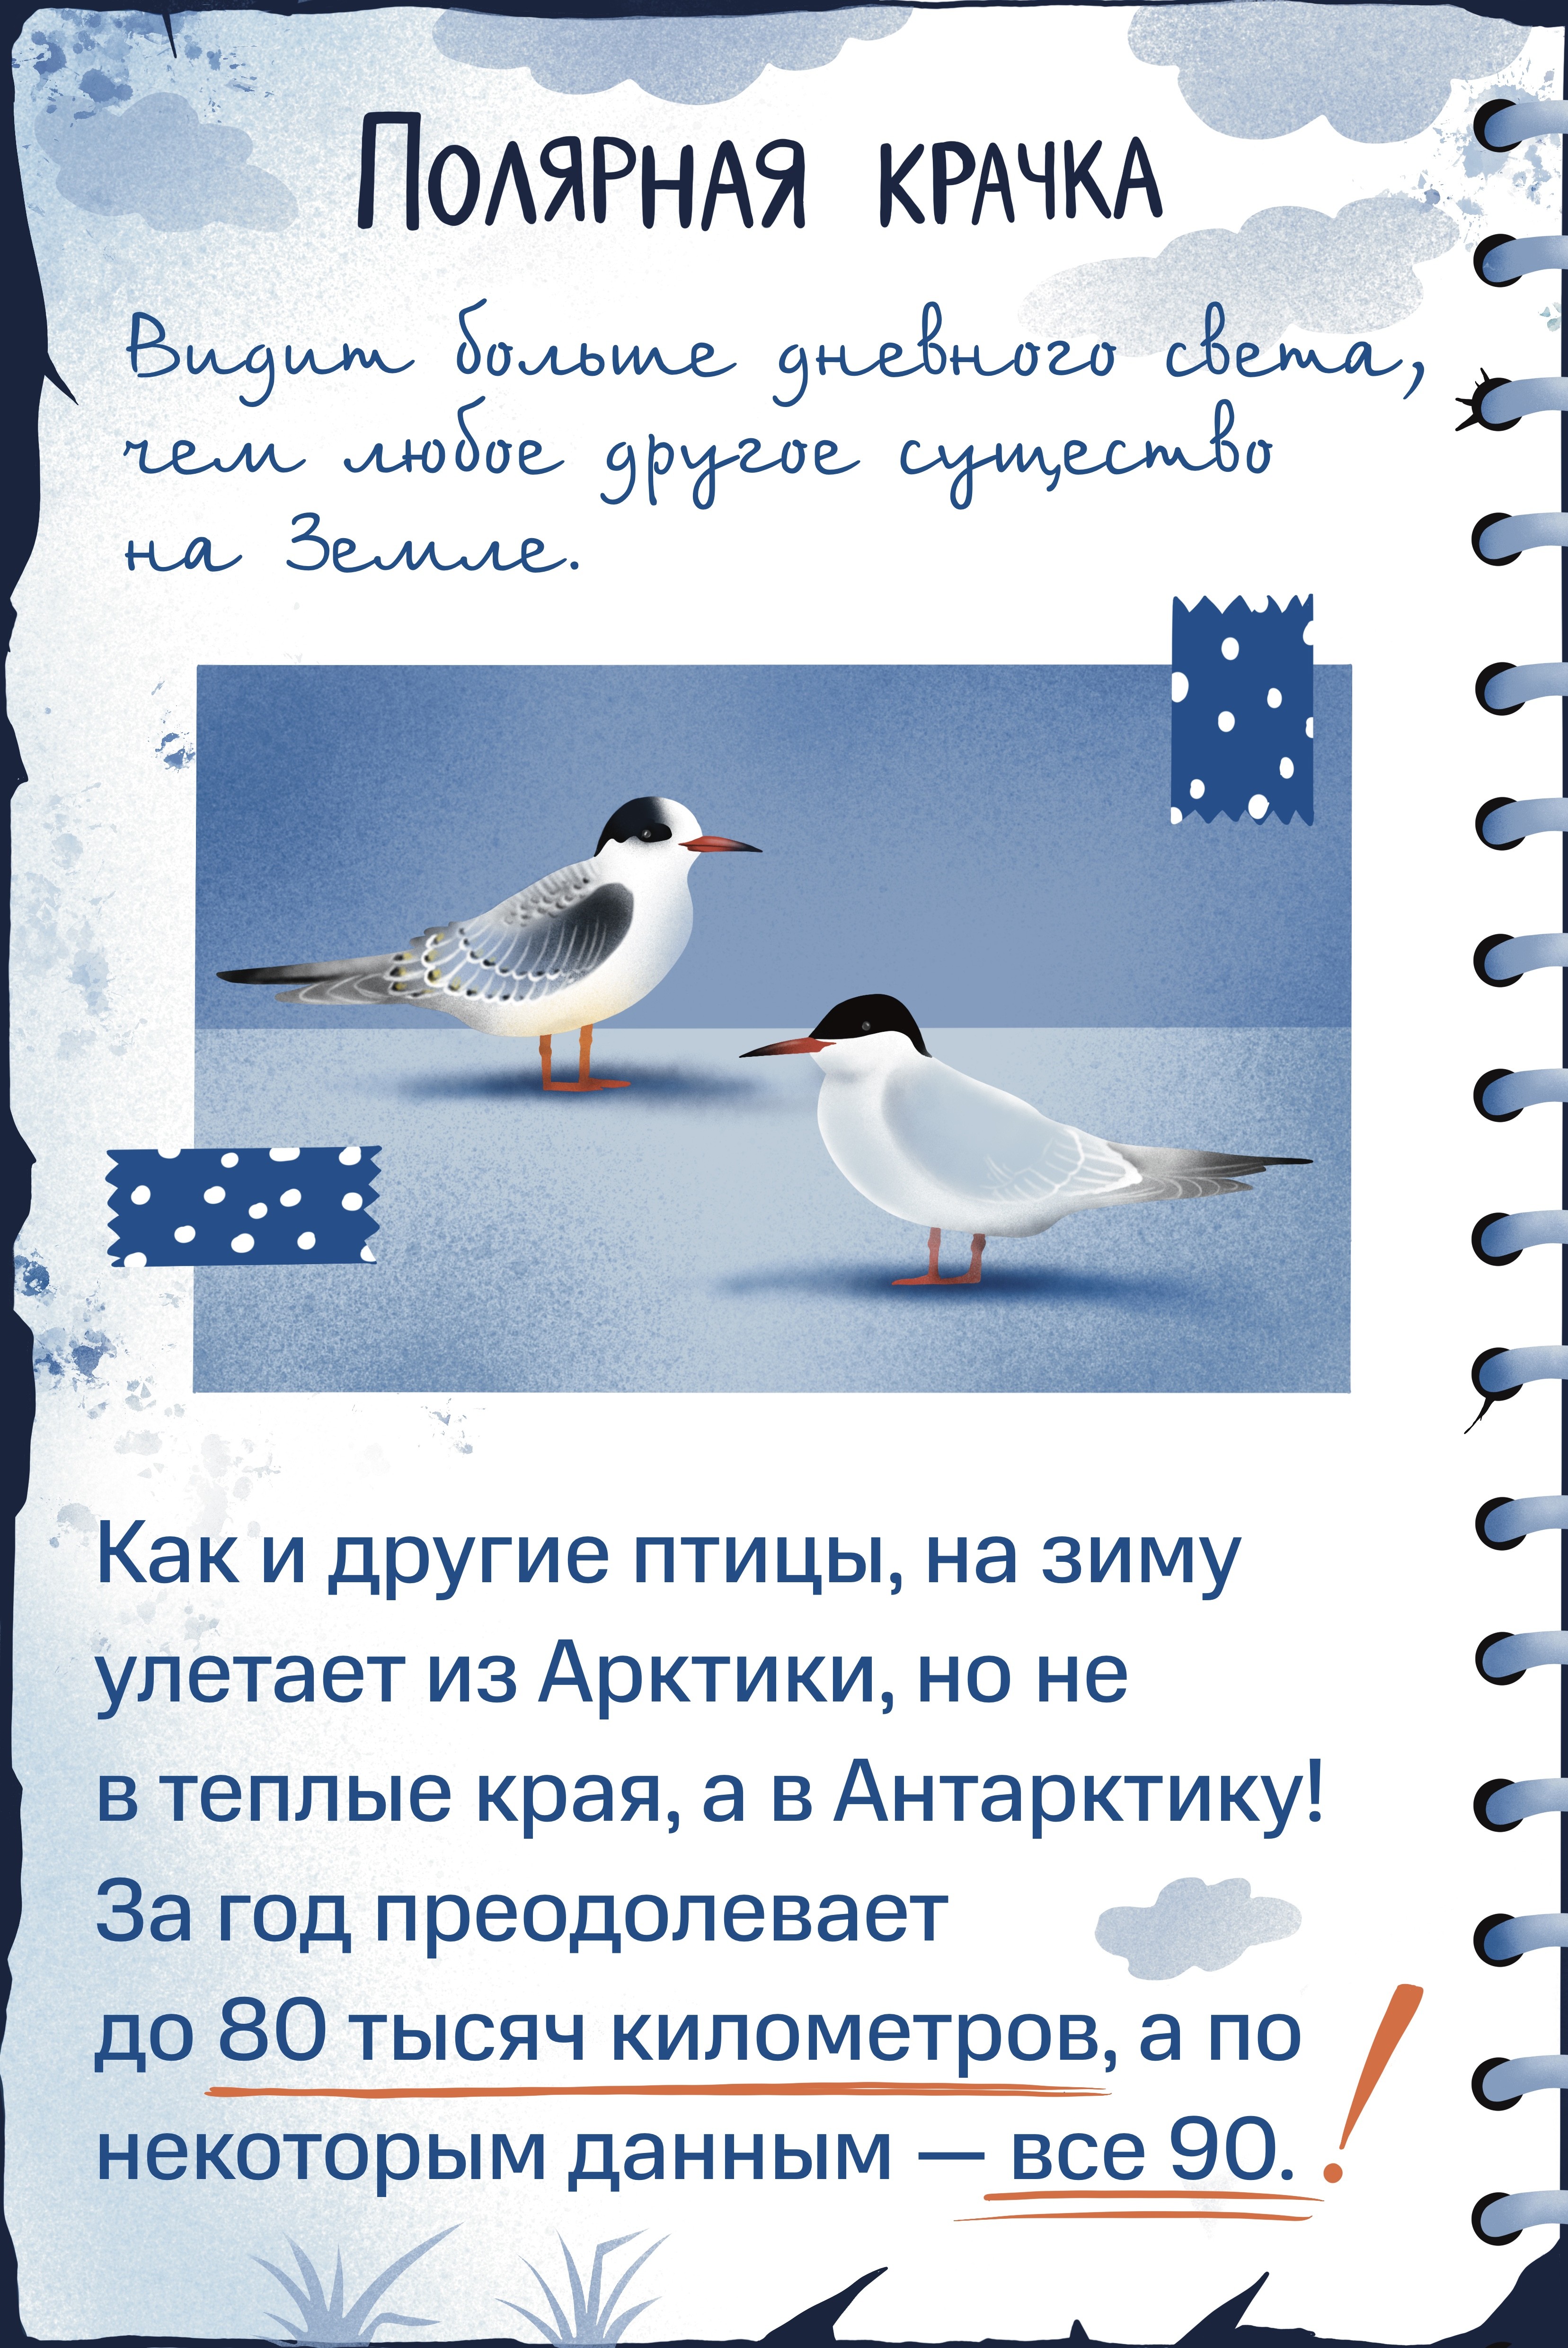 Полярная крачка
Видит больше дневного света,
чем любое другое существо
на Земле.
Как и другие птицы, на зиму
улетает из Арктики, но не
в теплые края, а в Антарктику!
За год преодолевает
до 80 тысяч километров, а по
некоторым данным — все 90. !